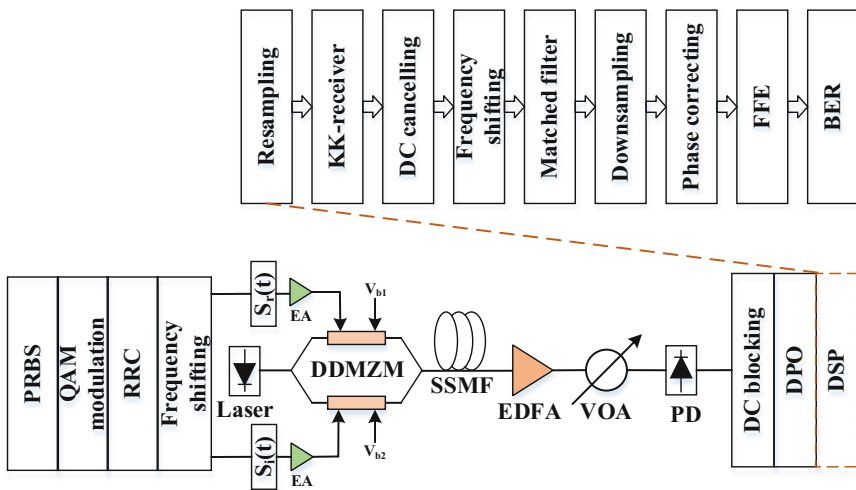 Resampling
KK-receiver
DC cancelling
Frequency
shifting
Matched filter
Downsampling
Phase correcting
FFE
BER
PRBS
QAM
modulation
RRC
Frequency
shifting
Sr(t)
EA
Vb1
Laser
DDMZM
Si(t)
EA
Vb2
SSMF
EDFA
VOA
PD
DC blocking
DPO
DSP